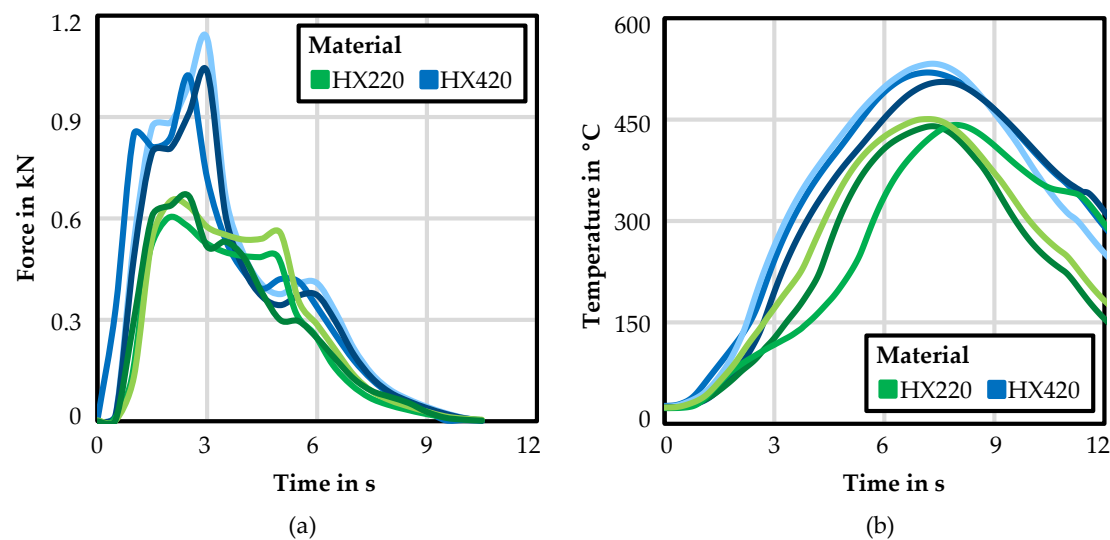 1.2
0.9
0.6
0.3
0
Force in kN
Material
HX220 HX420
0 3 6 9 12
Time in s
(a)
600
450
300
150
0
Temperature in °C
Material
HX220 HX420
0 3 6 9 12
Time in s
(b)